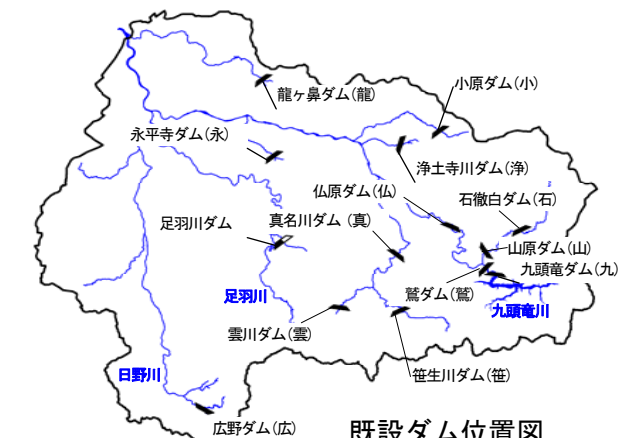 龍ヶ鼻ダム(龍)
小原ダム(小)
永平寺ダム(永)
浄土寺川ダム(浄)
仏原ダム(仏)
石徹白ダム(石)
足羽川ダム
真名川ダム(真)
山原ダム(山)
九頭竜ダム(九)
足羽川
鷲ダム(鷲)
九頭竜川
雲川ダム(雲)
日野川
笹生川ダム(笹)
広野ダム(広)
既設ダム位置図